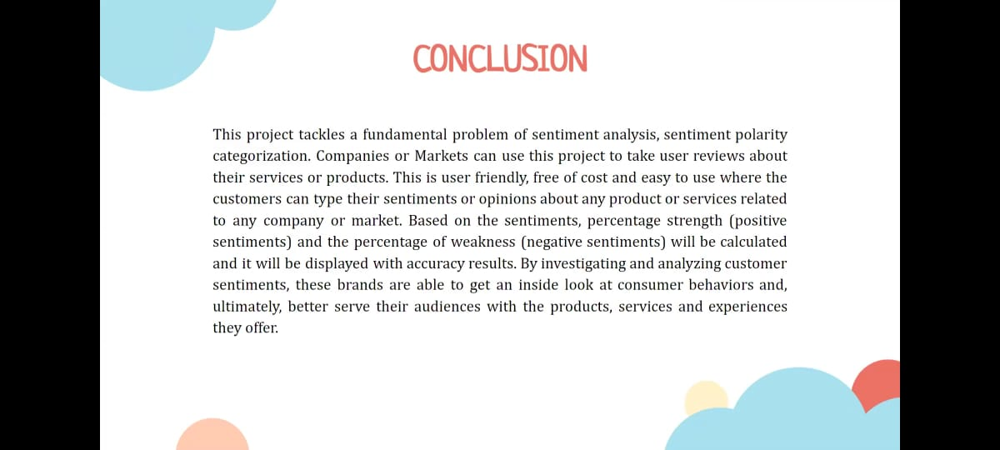 CONCLUSION
This project tackles a fundamental problem of sentiment analysis, sentiment polarity
categorization. Companies or Markets can use this project to take user reviews about
their services or products. This is user friendly, free of cost and easy to use where the
customers can type their sentiments or opinions about any product or services related
to any company or market. Based on the sentiments, percentage strength (positive
sentiments) and the percentage of weakness (negative sentiments) will be calculated
and it will be displayed with accuracy results. By investigating and analyzing customer
sentiments, these brands are able to get an inside look at consumer behaviors and,
ultimately, better serve their audiences with the products, services and experiences
they offer.